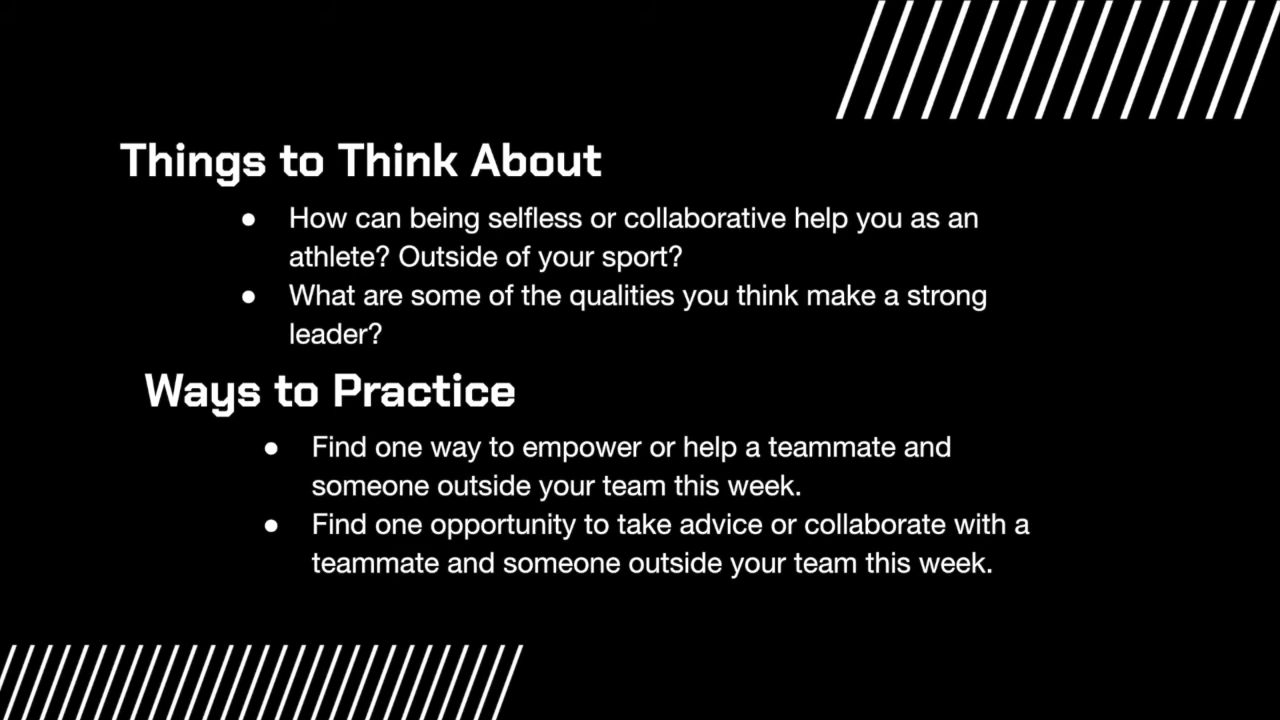 Things to Think About
● How can being selfless or collaborative help you as an
athlete? Outside of your sport?
● What are some of the qualities you think make a strong
leader?
Ways to Practice
● Find one way to empower or help a teammate and
someone outside your team this week.
● Find one opportunity to take advice or collaborate with a
teammate and someone outside your team this week.